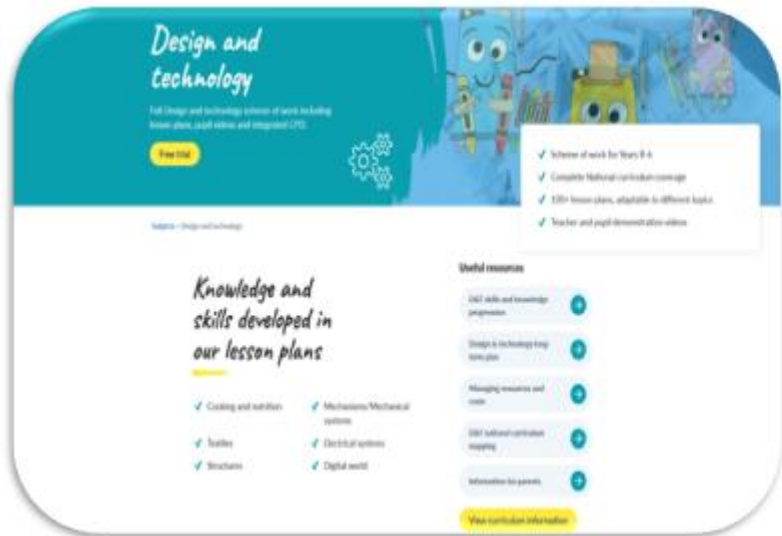 Design and
technology
Full Design and technology scheme of work including
lesson plans, pupil videos and integrated CPD.
Free trial
Scheme of work for Years R-6
Complete National curriculum coverage
100+ lesson plans, adaptable to different topics
Teacher and pupil demonstration videos
Subjects > Design and technology
Knowledge and
skills developed in
our lesson plans
Cooking and nutrition
Mechanisms/Mechanical
systems
Textiles
Electrical systems
Structures
Digital world
Useful resources
D&T skills and knowledge
progression
Design & technology long-
term plan
Managing resources and
costs
D&T national curriculum
mapping
Information for parents
View curriculum information